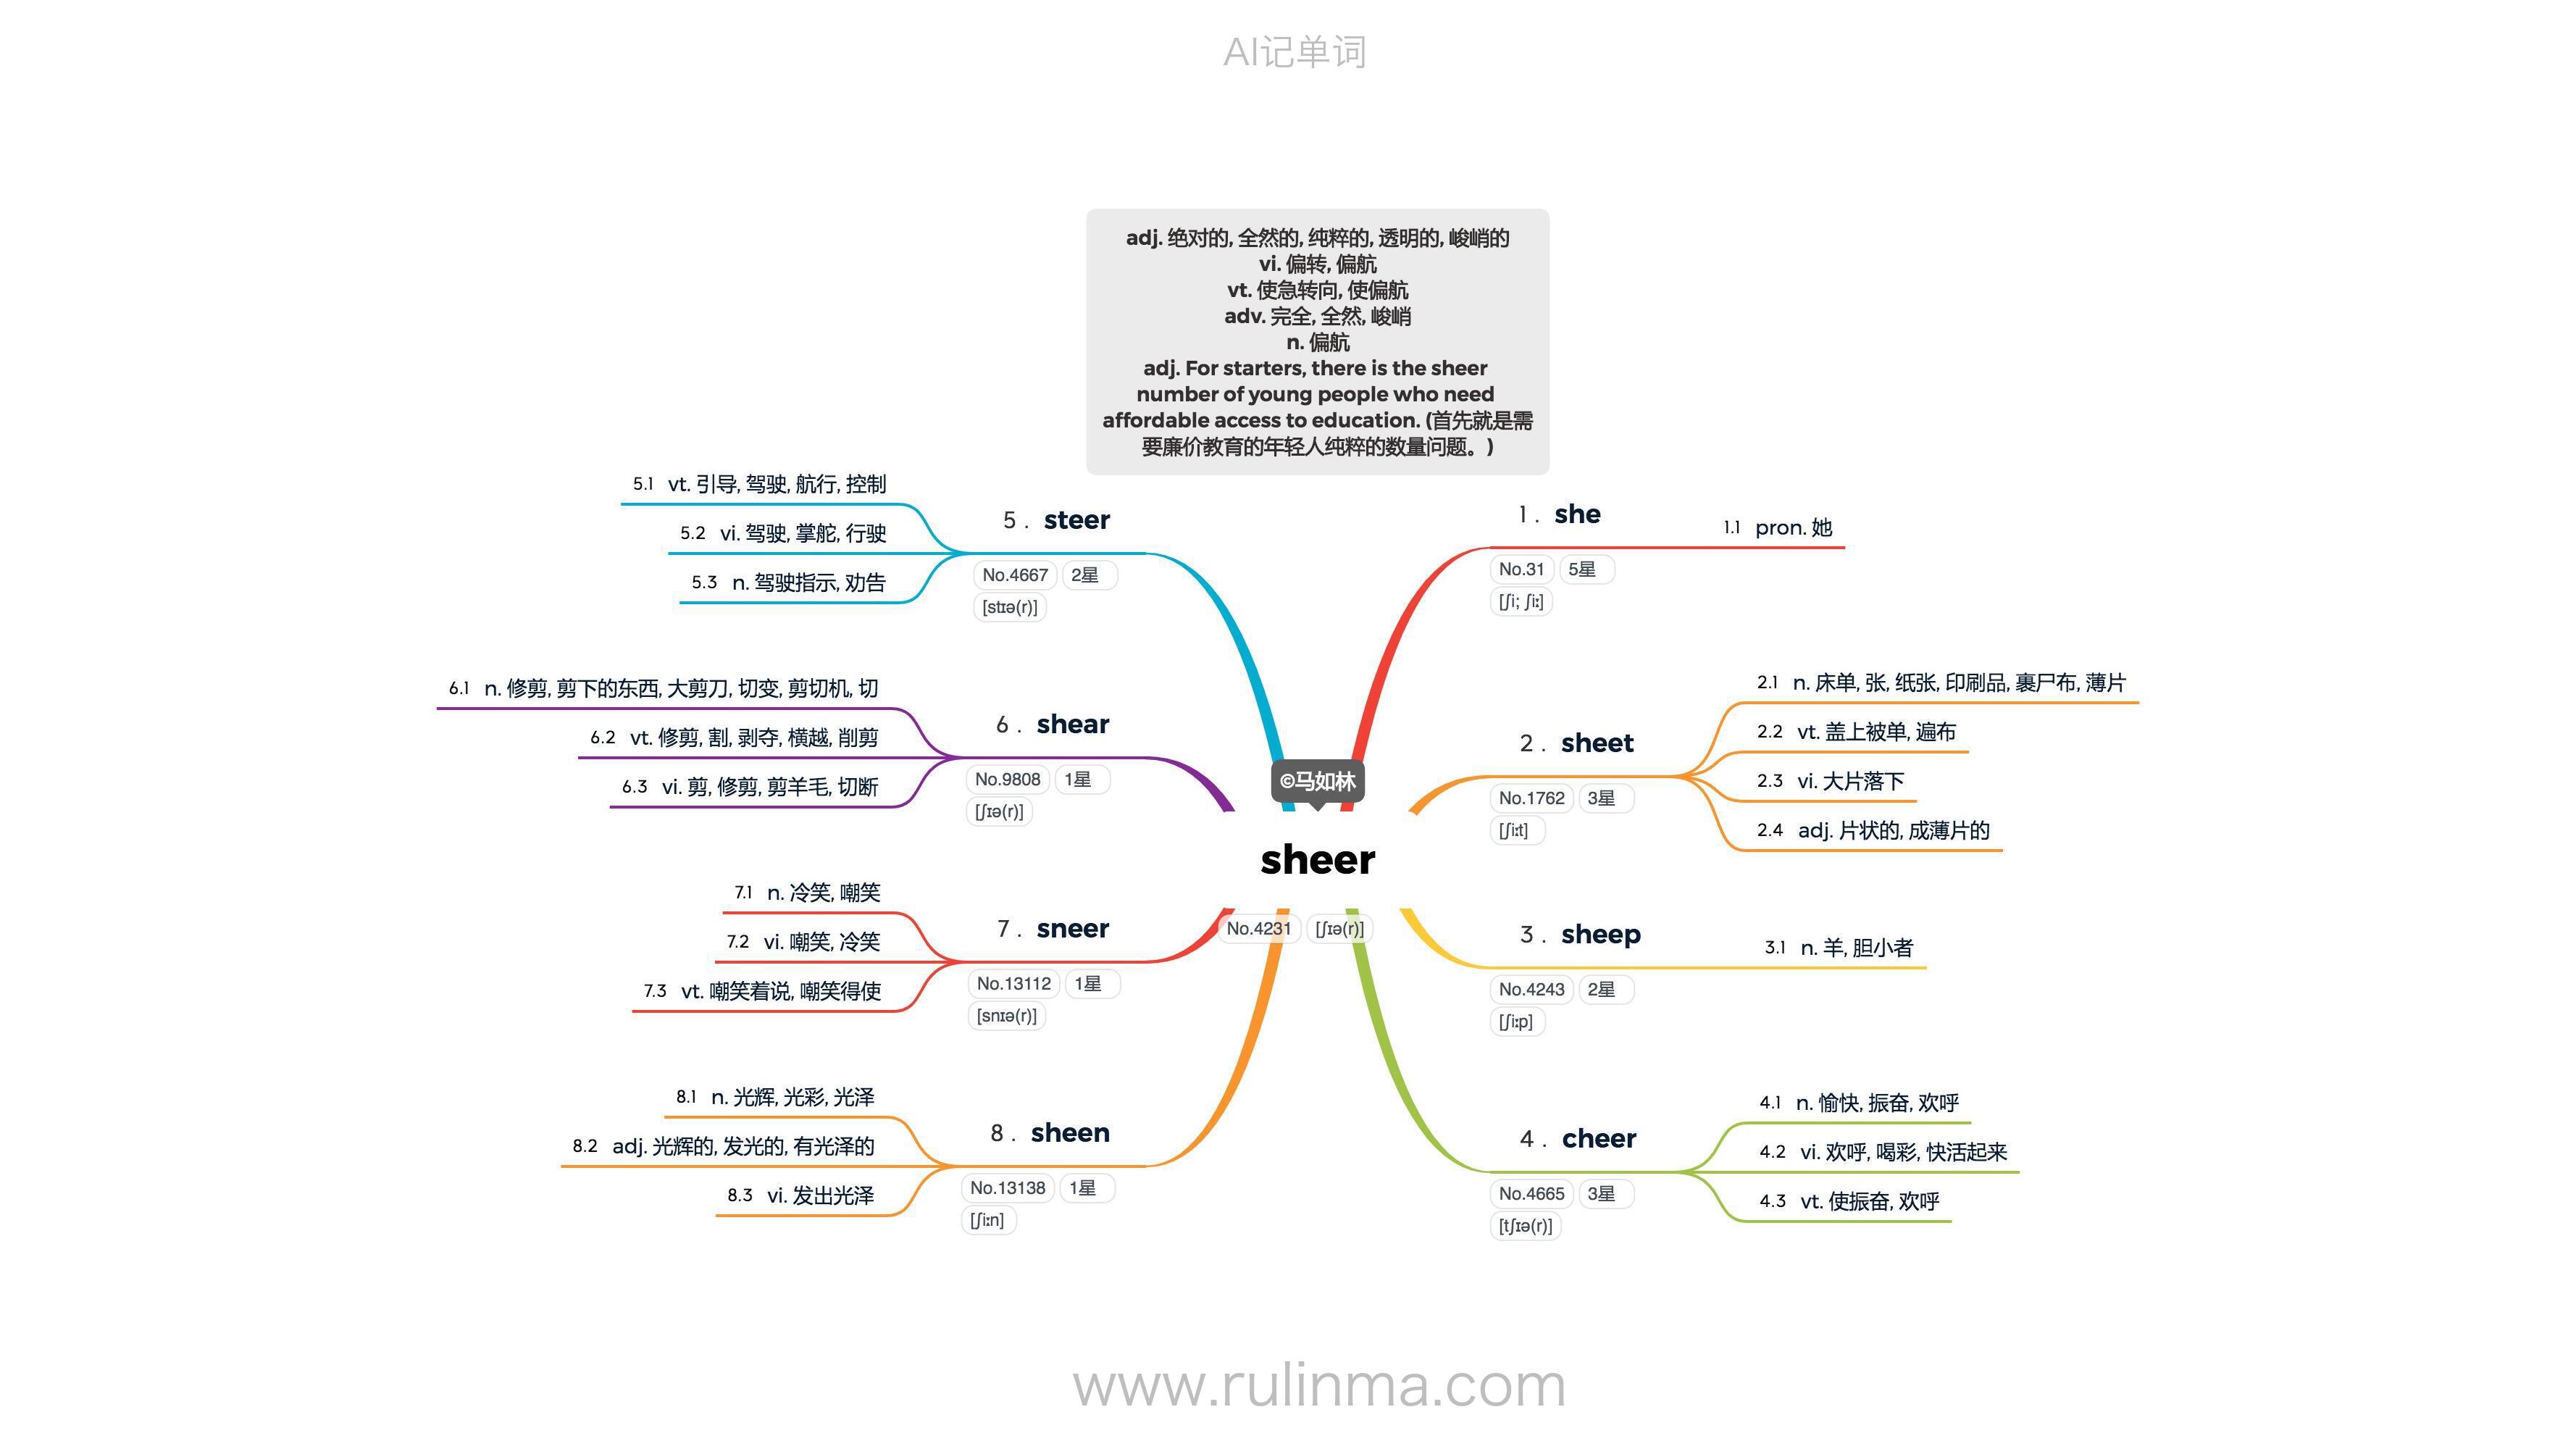 AI记单词
adj. 绝对的, 全然的, 纯粹的, 透明的, 峻峭的
vi. 偏转, 偏航
vt. 使急转向, 使偏航
adv. 完全, 全然, 峻峭
n. 偏航
adj. For starters, there is the sheer
number of young people who need
affordable access to education. (首先就是需
要廉价教育的年轻人纯粹的数量问题。)
©马如林
sheer
No.4231 [ʃɪə(r)]
1. she
No.31 5星
[ʃi; ʃiː]
1.1 pron. 她
2. sheet
No.1762 3星
[ʃiːt]
2.1 n. 床单, 张, 纸张, 印刷品, 裹尸布, 薄片
2.2 vt. 盖上被单, 遍布
2.3 vi. 大片落下
2.4 adj. 片状的, 成薄片的
3. sheep
No.4243 2星
[ʃiːp]
3.1 n. 羊, 胆小者
4. cheer
No.4665 3星
[tʃɪə(r)]
4.1 n. 愉快, 振奋, 欢呼
4.2 vi. 欢呼, 喝彩, 快活起来
4.3 vt. 使振奋, 欢呼
5. steer
No.4667 2星
[stɪə(r)]
5.1 vt. 引导, 驾驶, 航行, 控制
5.2 vi. 驾驶, 掌舵, 行驶
5.3 n. 驾驶指示, 劝告
6. shear
No.9808 1星
[ʃɪə(r)]
6.1 n. 修剪, 剪下的东西, 大剪刀, 切变, 剪切机, 切
6.2 vt. 修剪, 割, 剥夺, 横越, 削剪
6.3 vi. 剪, 修剪, 剪羊毛, 切断
7. sneer
No.13112 1星
[snɪə(r)]
7.1 n. 冷笑, 嘲笑
7.2 vi. 嘲笑, 冷笑
7.3 vt. 嘲笑着说, 嘲笑得使
8. sheen
No.13138 1星
[ʃiːn]
8.1 n. 光辉, 光彩, 光泽
8.2 adj. 光辉的, 发光的, 有光泽的
8.3 vi. 发出光泽
www.rulinma.com